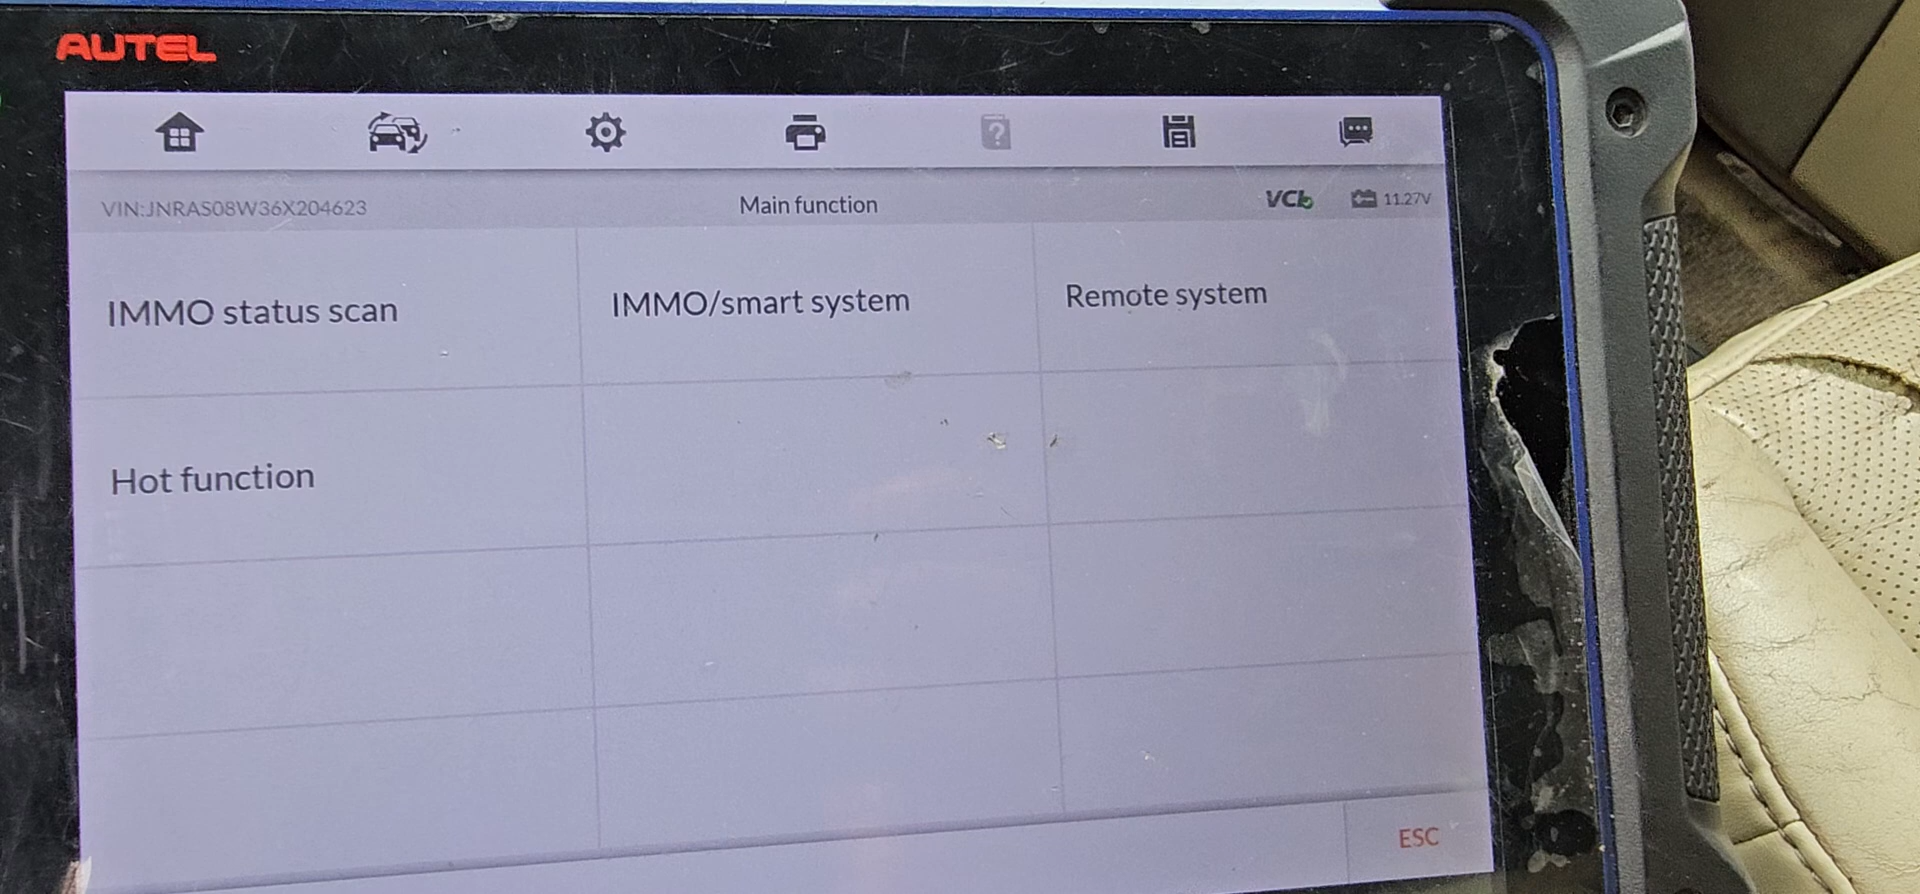 AUTEL
VIN:JNRAS08W36X204623
Main function
VCI
11.27V
IMMO status scan
IMMO/smart system
Remote system
Hot function
ESC